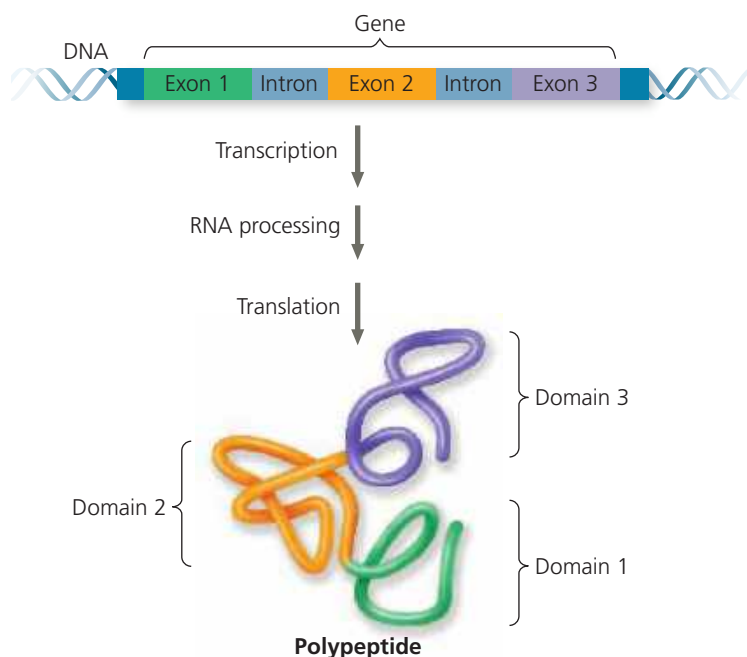 Gene
DNA
Exon 1 Intron Exon 2 Intron Exon 3
Transcription
RNA processing
Translation
Domain 3
Domain 2
Domain 1
Polypeptide